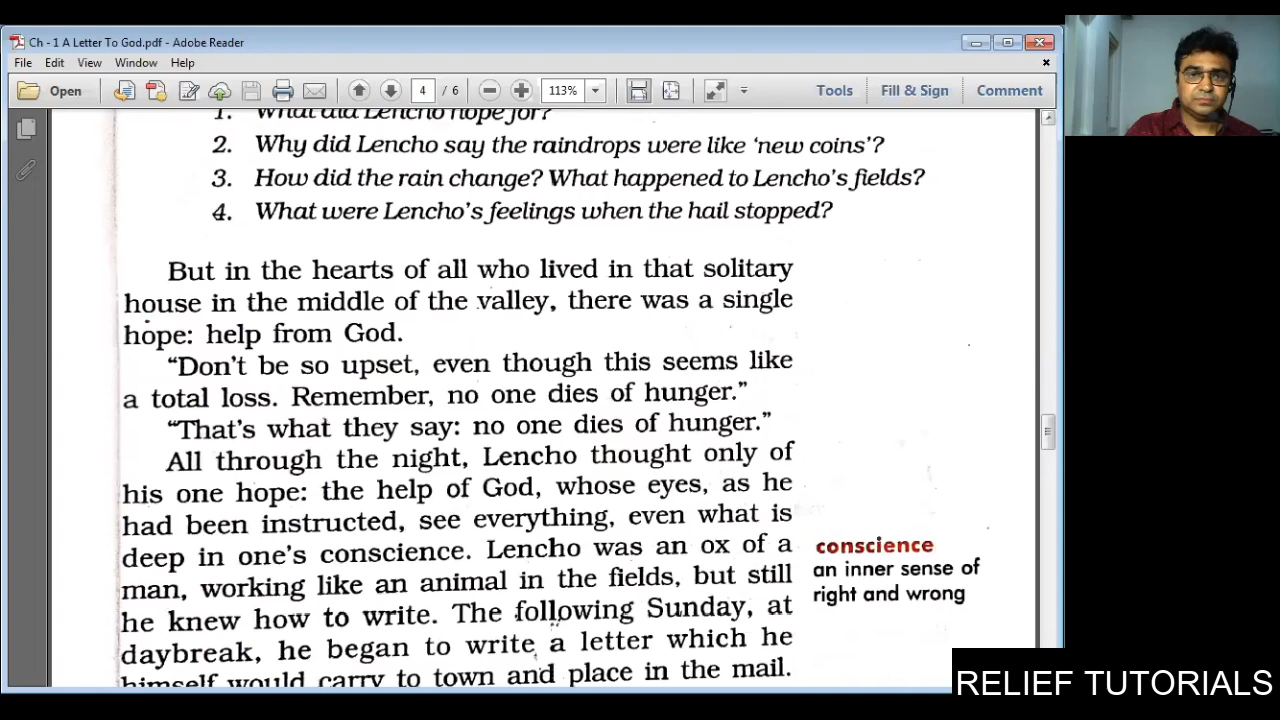 Ch - 1 A Letter To God.pdf - Adobe Reader
File Edit View Window Help
Open 4 / 6 113% Tools Fill & Sign Comment
1. What did Lencho hope for?
2. Why did Lencho say the raindrops were like ‘new coins’?
3. How did the rain change? What happened to Lencho’s fields?
4. What were Lencho’s feelings when the hail stopped?
But in the hearts of all who lived in that solitary
house in the middle of the valley, there was a single
hope: help from God.
“Don’t be so upset, even though this seems like
a total loss. Remember, no one dies of hunger.”
“That’s what they say: no one dies of hunger.”
All through the night, Lencho thought only of
his one hope: the help of God, whose eyes, as he
had been instructed, see everything, even what is
deep in one’s conscience. Lencho was an ox of a
man, working like an animal in the fields, but still
he knew how to write. The following Sunday, at
daybreak, he began to write a letter which he
himself would carry to town and place in the mail.
conscience
an inner sense of
right and wrong
RELIEF TUTORIALS